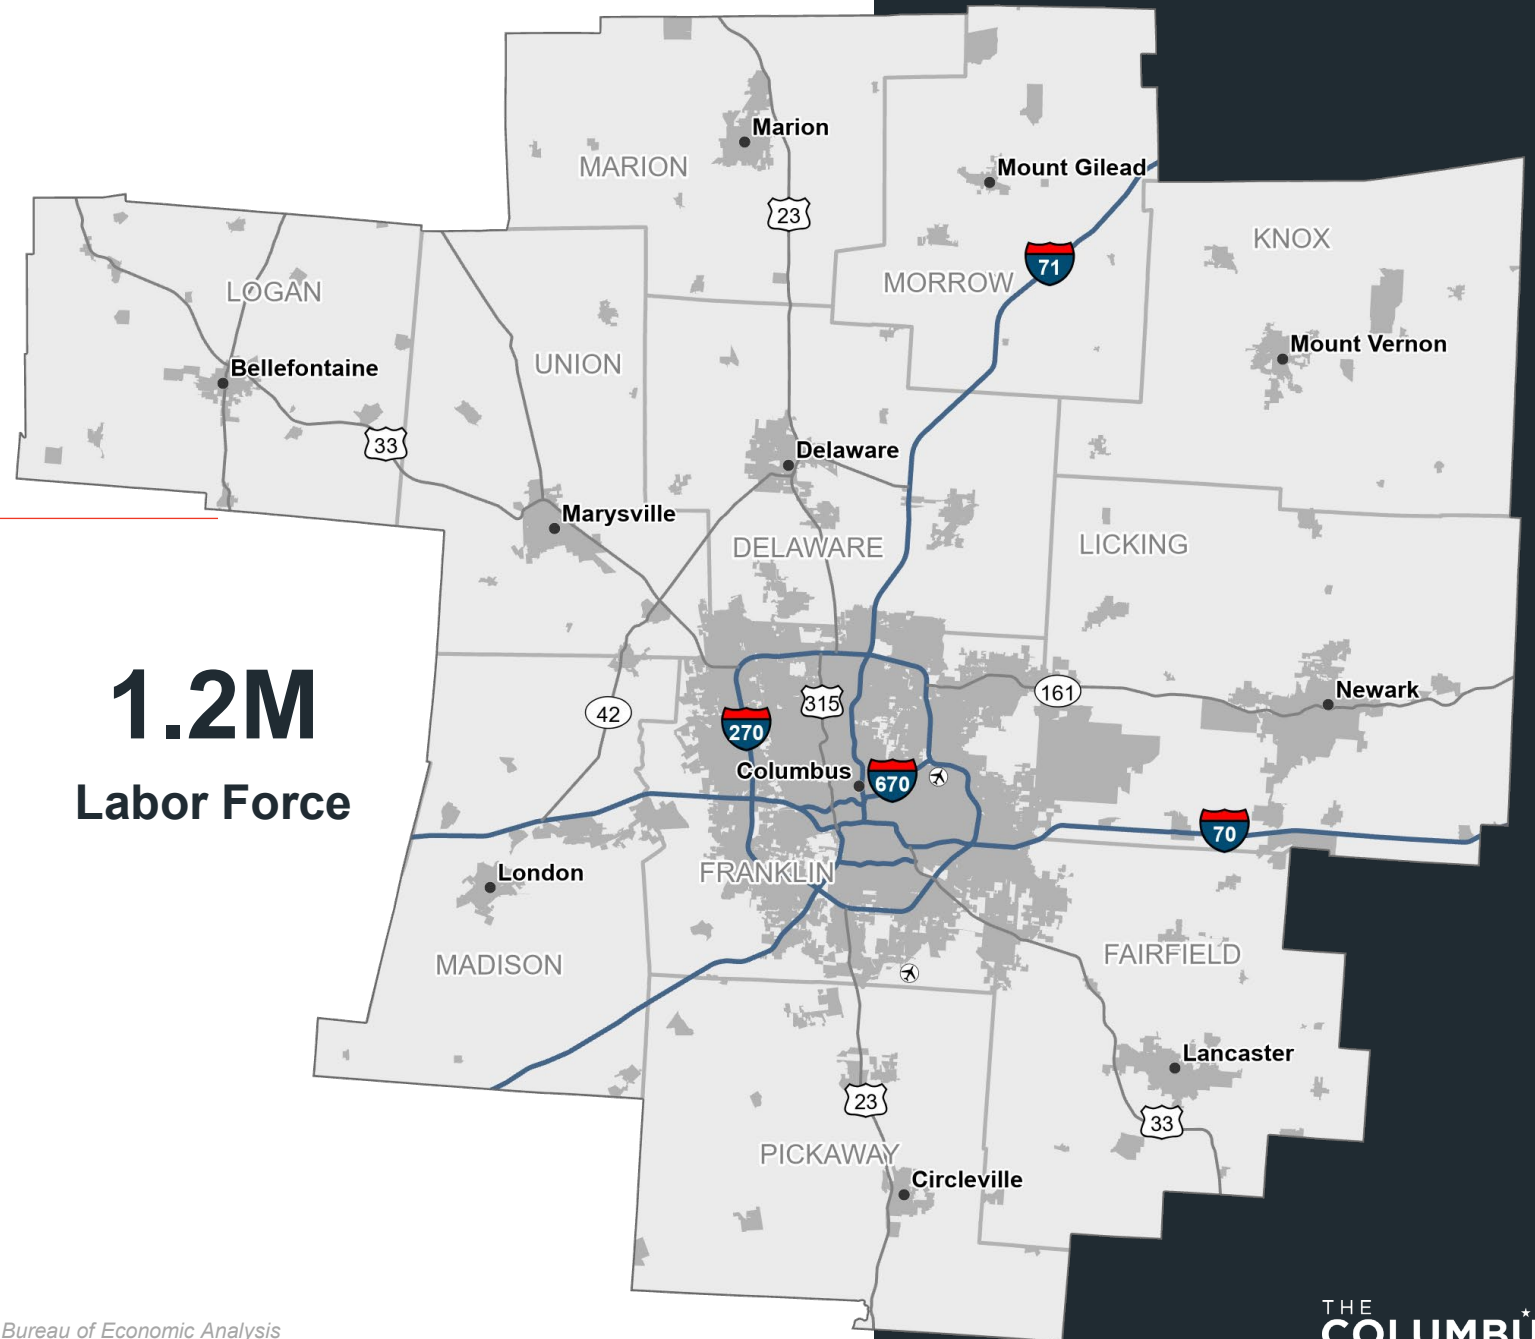 Marion
MARION
Mount Gilead
23
KNOX
71
MORROW
LOGAN
Mount Vernon
UNION
Bellefontaine
33
Delaware
Marysville
DELAWARE
LICKING
1.2M
Labor Force
Newark
161
315
42
270
Columbus
670
70
London
FRANKLIN
FAIRFIELD
MADISON
Lancaster
23
33
PICKAWAY
Circleville
Bureau of Economic Analysis
THE
COLUMBU